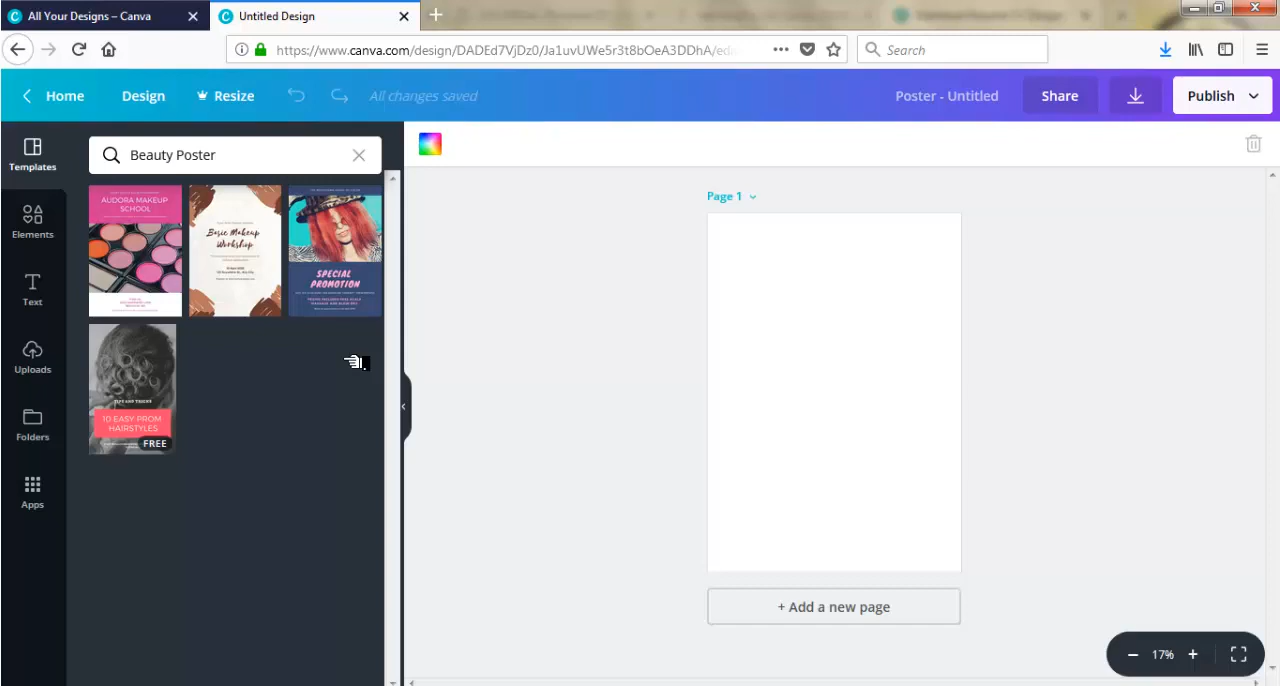 All Your Designs – Canva
Untitled Design
https://www.canva.com/design/DADEd7VjDz0/Ja1uvUWe5r3t8bOeA3DDhA/edi
Search
Home
Design
Resize
All changes saved
Poster - Untitled
Share
Publish
Templates
Elements
Text
Uploads
Folders
Apps
Beauty Poster
AUDORA MAKEUP
SCHOOL
Basic Makeup
Workshop
SPECIAL
PROMOTION
TIPS AND TRICKS
10 EASY PROM
HAIRSTYLES
FREE
Page 1
+ Add a new page
17%